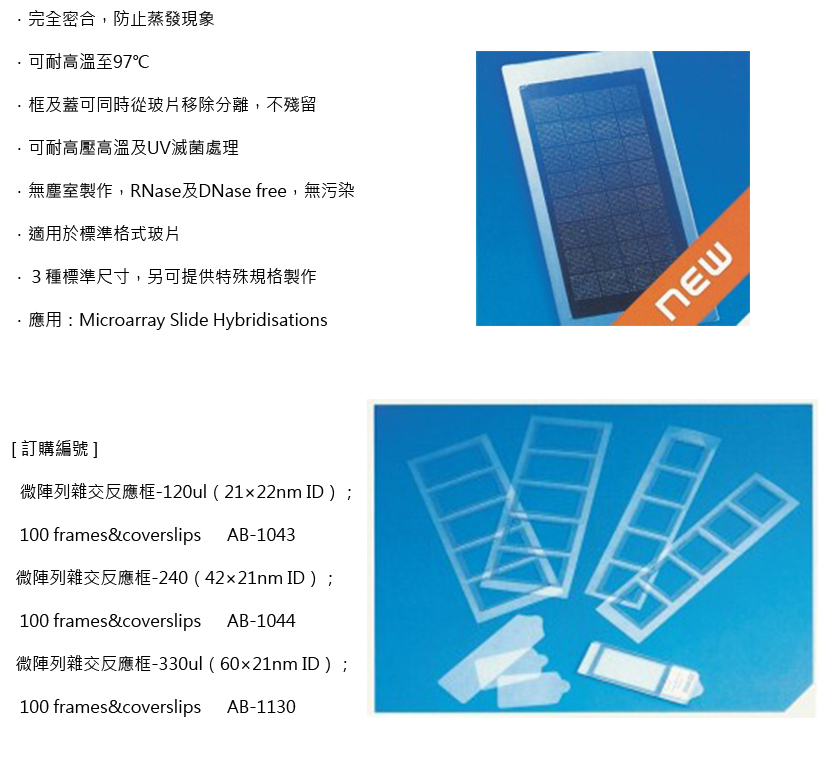 · 完全密合，防止蒸發現象
· 可耐高溫至97℃
· 框及蓋可同時從玻片移除分離，不殘留
· 可耐高壓高溫及UV滅菌處理
· 無塵室製作，RNase及DNase free，無污染
· 適用於標準格式玻片
· ３種標準尺寸，另可提供特殊規格製作
· 應用：Microarray Slide Hybridisations
NEW
[ 訂購編號 ]
微陣列雜交反應框-120ul（21×22nm ID）；
100 frames&coverslips AB-1043
微陣列雜交反應框-240（42×21nm ID）；
100 frames&coverslips AB-1044
微陣列雜交反應框-330ul（60×21nm ID）；
100 frames&coverslips AB-1130